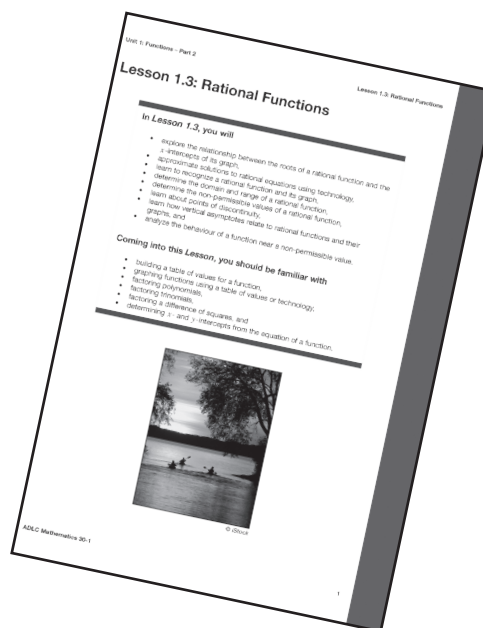 Unit 1: Functions - Part 2
Lesson 1.3: Rational Functions
Lesson 1.3: Rational Functions
In Lesson 1.3, you will
• explore the relationship between the roots of a rational function and the
x-intercepts of its graph,
• approximate solutions to rational equations using technology,
• learn to recognize a rational function and its graph,
• determine the domain and range of a rational function,
• determine the non-permissible values of a rational function,
• learn about points of discontinuity,
• learn how vertical asymptotes relate to rational functions and their
graphs, and
• analyze the behaviour of a function near a non-permissible value.
Coming into this Lesson, you should be familiar with
• building a table of values for a function,
• graphing functions using a table of values or technology,
• factoring polynomials,
• factoring trinomials,
• factoring a difference of squares, and
• determining x- and y-intercepts from the equation of a function.
© iStock
ADLC Mathematics 30-1
1